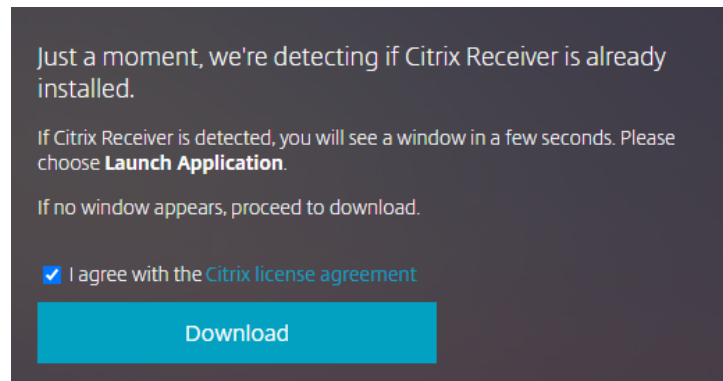 Just a moment, we're detecting if Citrix Receiver is already
installed.
If Citrix Receiver is detected, you will see a window in a few seconds. Please
choose Launch Application.
If no window appears, proceed to download.
I agree with the Citrix license agreement
Download